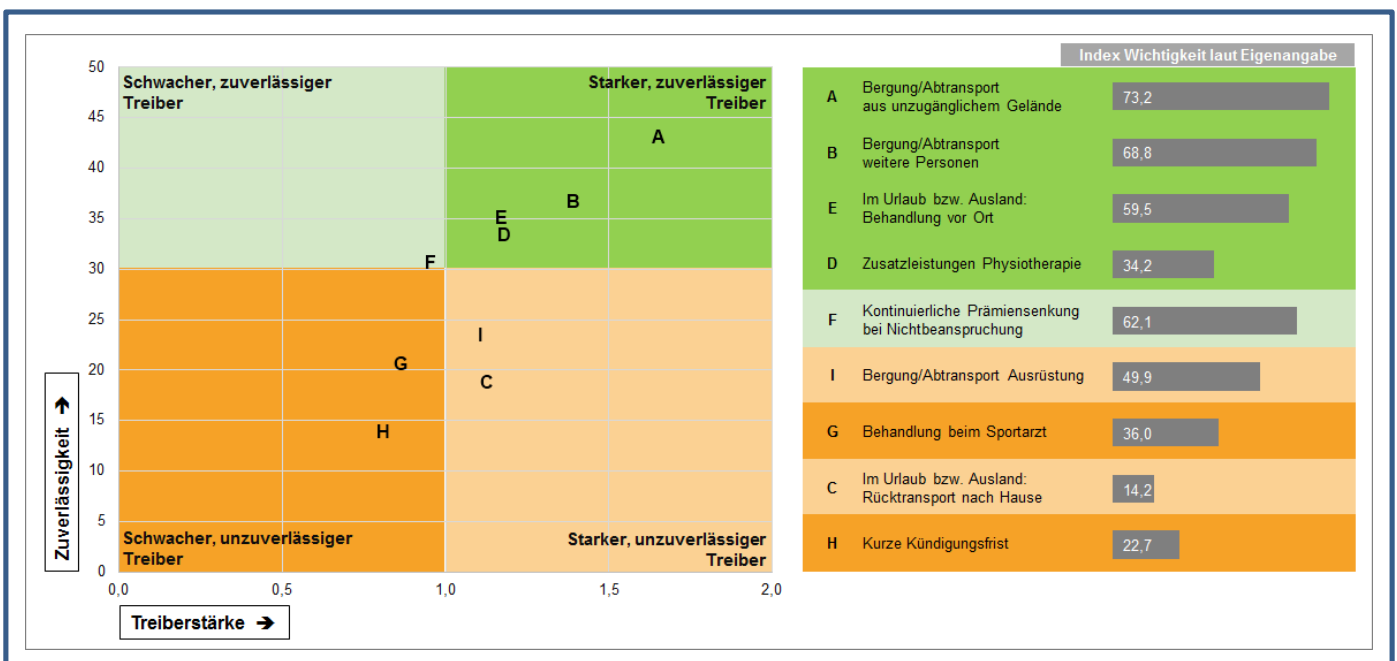 Index Wichtigkeit laut Eigenangabe
50
45
40
35
30
25
20
15
10
5
0
Zuverlässigkeit ➔
Schwacher, zuverlässiger
Treiber
Starker, zuverlässiger
Treiber
A
B
E
D
F
I
G
C
H
Schwacher, unzuverlässiger
Treiber
Starker, unzuverlässiger
Treiber
0,0 0,5 1,0 1,5 2,0
Treiberstärke ➔
A Bergung/Abtransport
aus unzugänglichem Gelände 73,2
B Bergung/Abtransport
weitere Personen 68,8
E Im Urlaub bzw. Ausland:
Behandlung vor Ort 59,5
D Zusatzleistungen Physiotherapie 34,2
F Kontinuierliche Prämiensenkung
bei Nichtbeanspruchung 62,1
I Bergung/Abtransport Ausrüstung 49,9
G Behandlung beim Sportarzt 36,0
C Im Urlaub bzw. Ausland:
Rücktransport nach Hause 14,2
H Kurze Kündigungsfrist 22,7